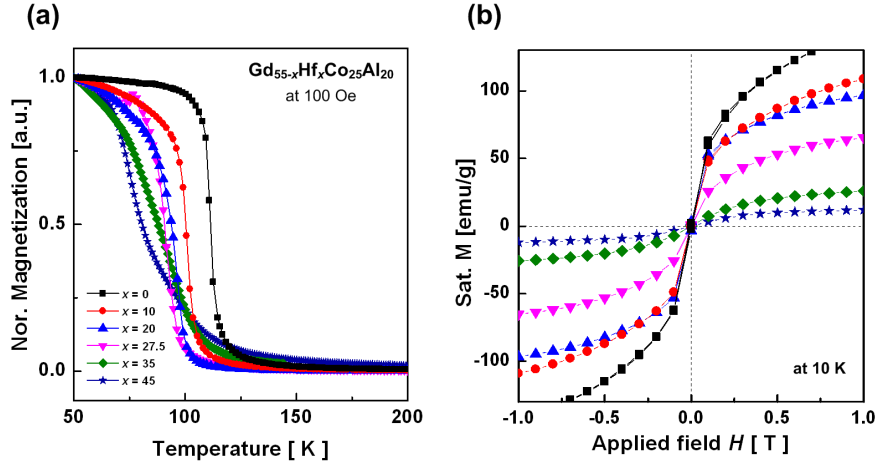 (a)
Nor. Magnetization [a.u.]
1.0
0.5
0.0
Gd55-xHfxCo25Al20
at 100 Oe
x = 0
x = 10
x = 20
x = 27.5
x = 35
x = 45
50
100
150
200
Temperature [ K ]
(b)
Sat. M [emu/g]
100
50
0
-50
-100
at 10 K
-1.0
-0.5
0.0
0.5
1.0
Applied field H [ T ]